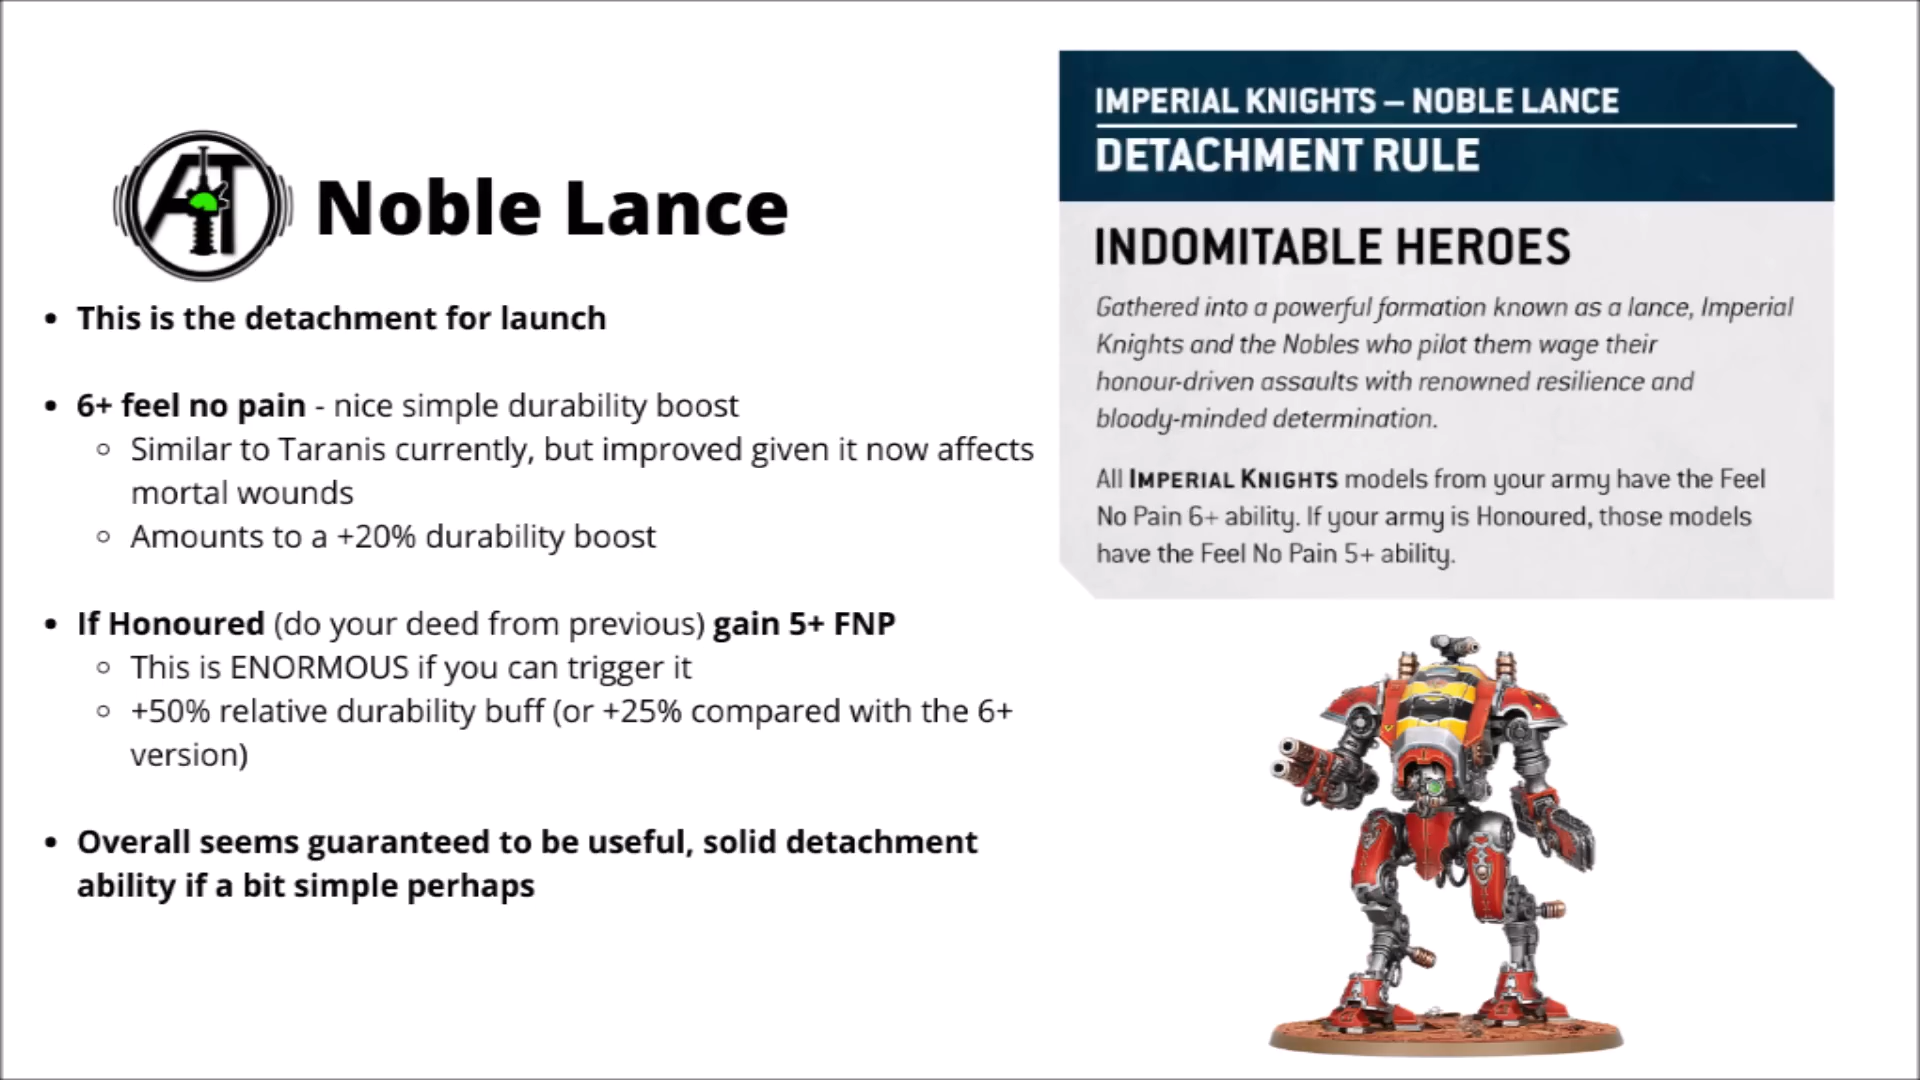 AT Noble Lance
• This is the detachment for launch
• 6+ feel no pain - nice simple durability boost
◦ Similar to Taranis currently, but improved given it now affects
mortal wounds
◦ Amounts to a +20% durability boost
• If Honoured (do your deed from previous) gain 5+ FNP
◦ This is ENORMOUS if you can trigger it
◦ +50% relative durability buff (or +25% compared with the 6+
version)
• Overall seems guaranteed to be useful, solid detachment
ability if a bit simple perhaps
IMPERIAL KNIGHTS – NOBLE LANCE
DETACHMENT RULE
INDOMITABLE HEROES
Gathered into a powerful formation known as a lance, Imperial
Knights and the Nobles who pilot them wage their
honour-driven assaults with renowned resilience and
bloody-minded determination.
All IMPERIAL KNIGHTS models from your army have the Feel
No Pain 6+ ability. If your army is Honoured, those models
have the Feel No Pain 5+ ability.